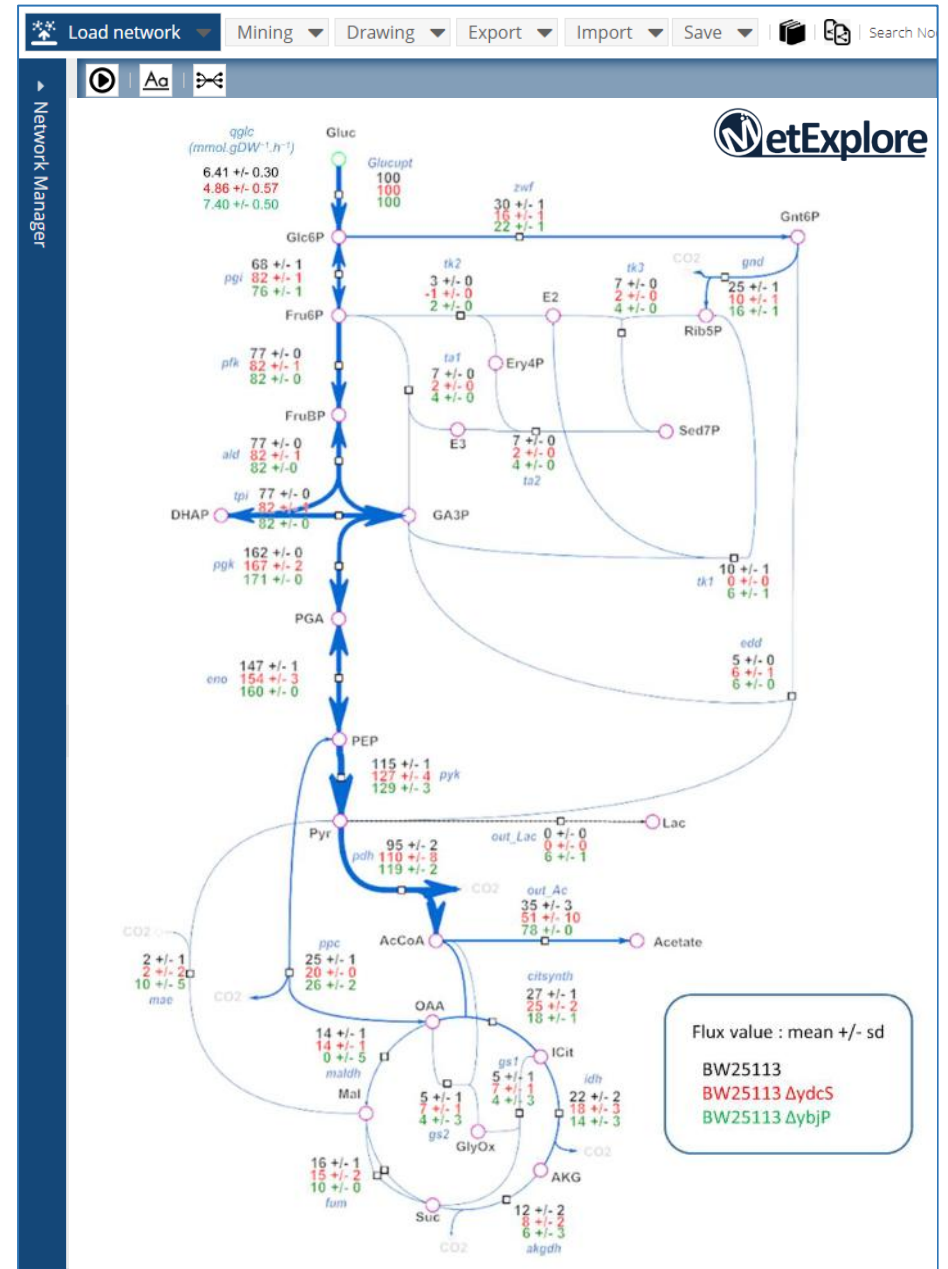 Load network
Mining
Drawing
Export
Import
Save
Search No
Aa
Network Manager
MetExplore
qglc
(mmol.gDW⁻¹.h⁻¹)
6.41 +/- 0.30
4.86 +/- 0.57
7.40 +/- 0.50
Gluc
Glucupt
100
100
100
zwf
30 +/- 1
16 +/- 1
22 +/- 1
Gnt6P
Glc6P
CO2
gnd
25 +/- 1
10 +/- 1
16 +/- 1
pgi
68 +/- 1
82 +/- 1
76 +/- 1
tk2
3 +/- 0
-1 +/- 0
2 +/- 0
E2
tk3
7 +/- 0
2 +/- 0
4 +/- 0
Rib5P
Fru6P
pfk
77 +/- 0
82 +/- 1
82 +/- 0
ta1
7 +/- 0
2 +/- 0
4 +/- 0
Ery4P
FruBP
E3
Sed7P
7 +/- 0
2 +/- 0
4 +/- 0
ta2
ald
77 +/- 0
82 +/- 1
82 +/-0
tpi
77 +/- 0
82 +/- 1
82 +/- 0
DHAP
GA3P
pgk
162 +/- 0
167 +/- 2
171 +/- 0
tk1
10 +/- 1
0 +/- 0
6 +/- 1
PGA
edd
5 +/- 0
6 +/- 1
6 +/- 0
eno
147 +/- 1
154 +/- 3
160 +/- 0
PEP
115 +/- 1
127 +/- 4
129 +/- 3
pyk
Pyr
out_Lac
0 +/- 0
0 +/- 0
6 +/- 1
Lac
pdh
95 +/- 2
110 +/- 8
119 +/- 2
CO2
out_Ac
35 +/- 3
51 +/- 10
78 +/- 0
AcCoA
Acetate
CO2
2 +/- 1
2 +/- 2
10 +/- 5
mae
ppc
25 +/- 1
20 +/- 0
26 +/- 2
CO2
citsynth
27 +/- 1
25 +/- 2
18 +/- 1
OAA
14 +/- 1
14 +/- 1
0 +/- 5
maldh
ICit
gs1
5 +/- 1
7 +/- 1
4 +/- 3
idh
22 +/- 2
18 +/- 3
14 +/- 3
Mal
5 +/- 1
7 +/- 1
4 +/- 3
gs2
GlyOx
CO2
AKG
16 +/- 1
15 +/- 2
10 +/- 0
fum
Suc
12 +/- 2
8 +/- 2
6 +/- 3
akgdh
CO2
Flux value : mean +/- sd
BW25113
BW25113 ΔydcS
BW25113 ΔybjP